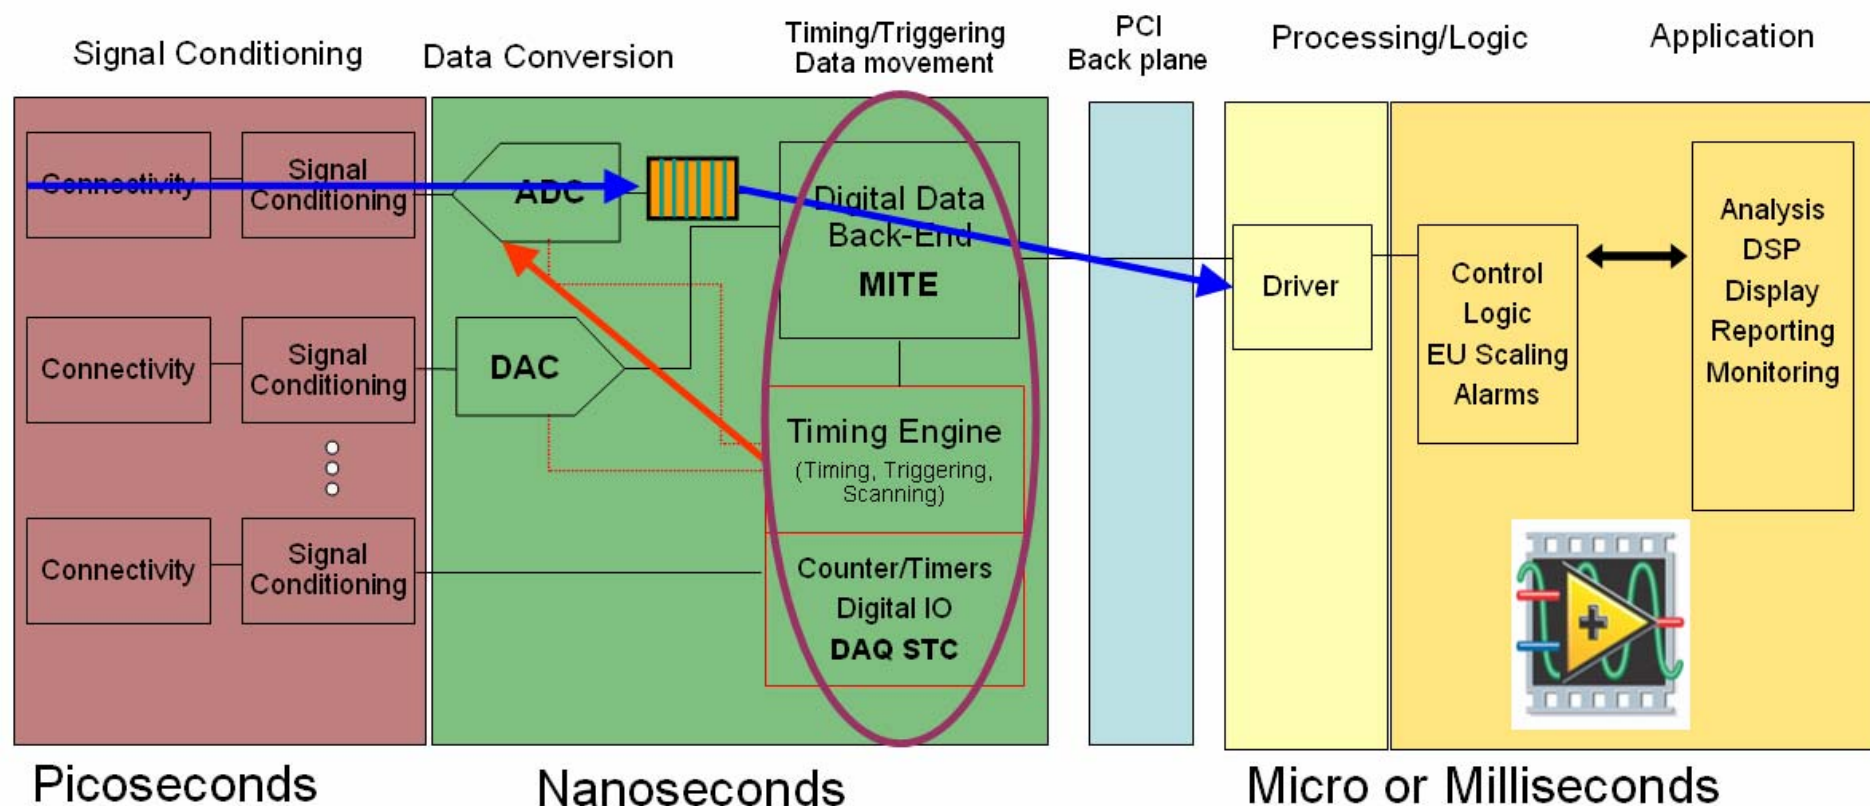 Signal Conditioning
Data Conversion
Timing/Triggering
Data movement
PCI
Back plane
Processing/Logic
Application
Connectivity
Signal
Conditioning
ADC
Digital Data
Back-End
MITE
Driver
Control
Logic
EU Scaling
Alarms
Analysis
DSP
Display
Reporting
Monitoring
Connectivity
Signal
Conditioning
DAC
Timing Engine
(Timing, Triggering,
Scanning)
Connectivity
Signal
Conditioning
Counter/Timers
Digital IO
DAQ STC
Picoseconds
Nanoseconds
Micro or Milliseconds